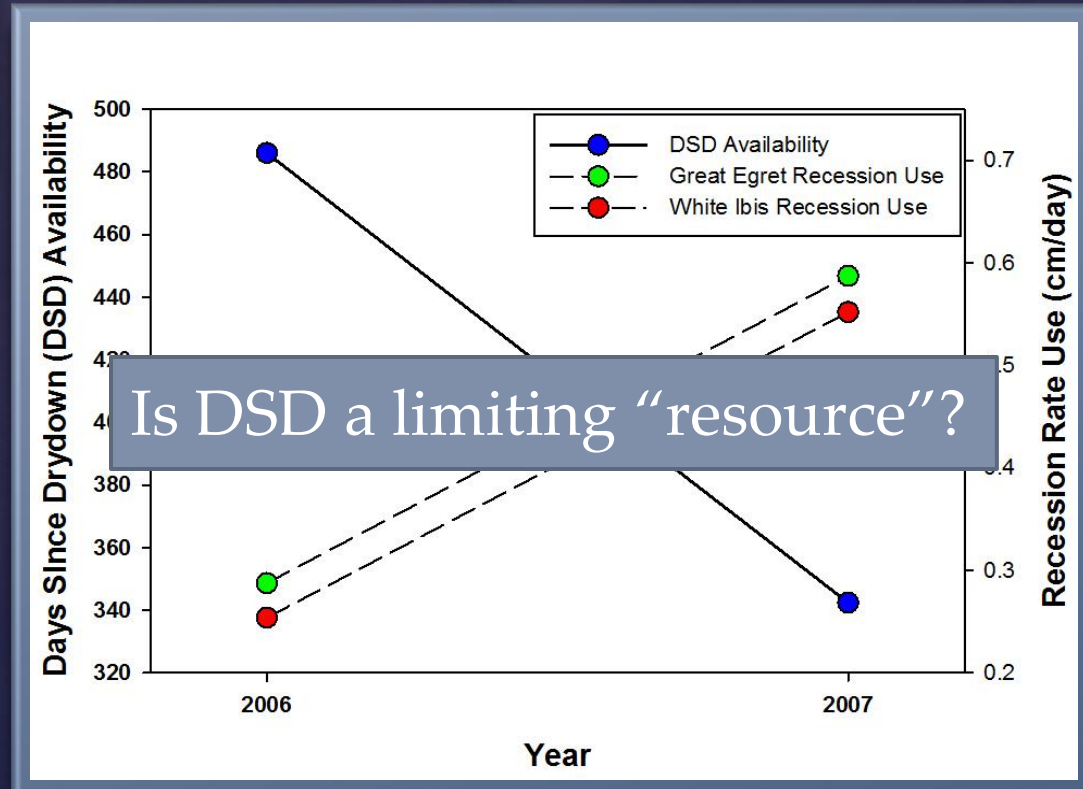 500
480
460
440
380
360
340
320
Days SInce Drydown (DSD) Availability
DSD Availability
Great Egret Recession Use
White Ibis Recession Use
0.7
0.6
0.3
0.2
Recession Rate Use (cm/day)
Is DSD a limiting “resource”?
2006
2007
Year